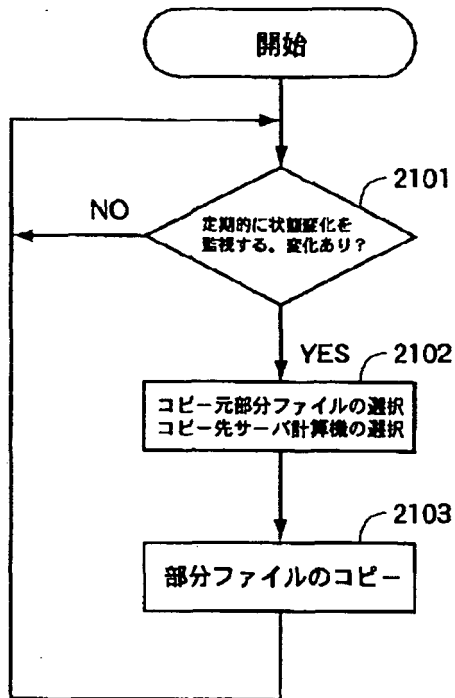 開始
2101
定期的に状態変化を
監視する。変化あり?
NO
YES
2102
コピー元部分ファイルの選択
コピー先サーバ計算機の選択
2103
部分ファイルのコピー